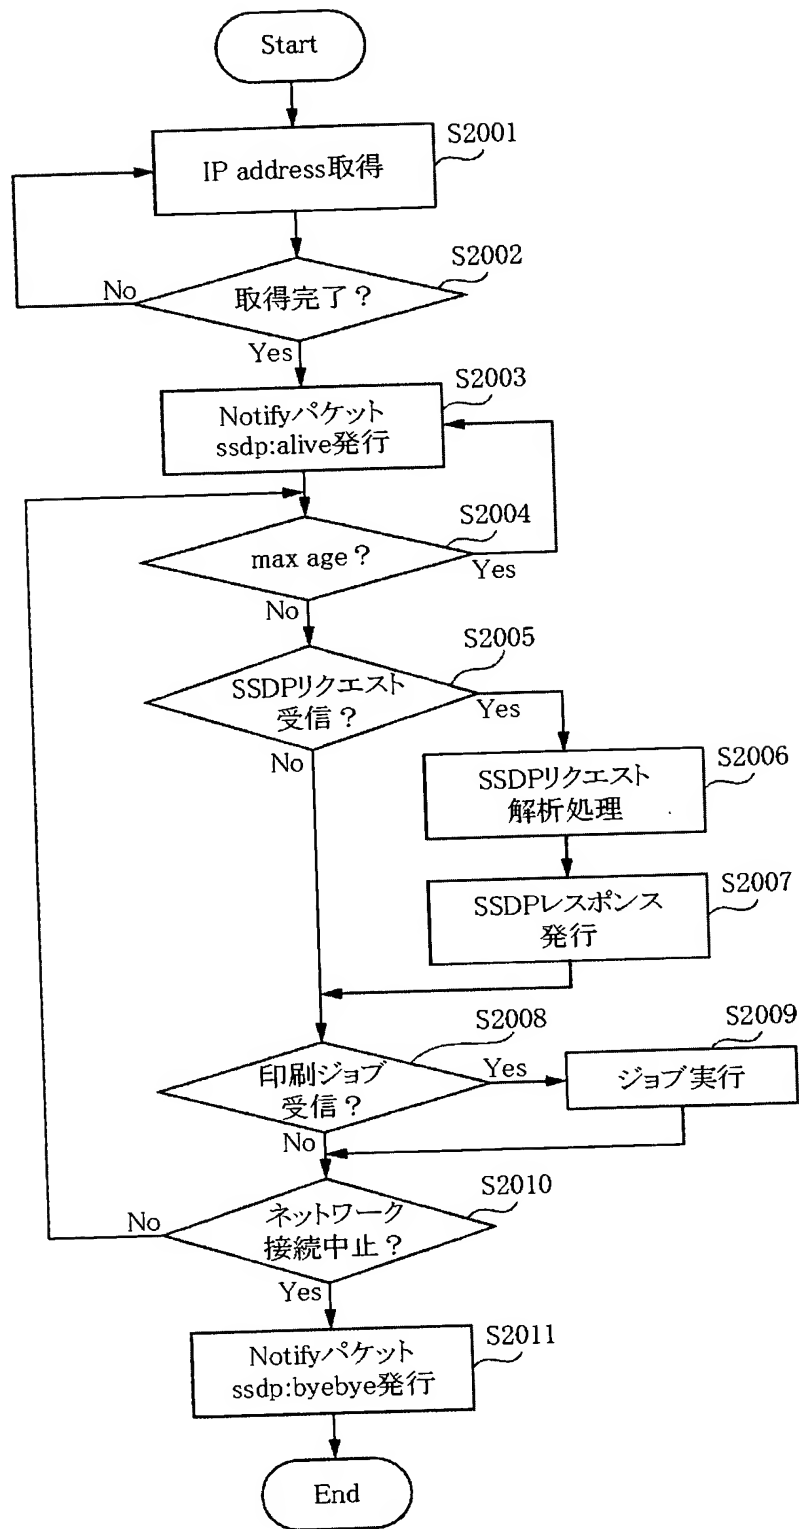 Start
S2001
IP address取得
S2002
No
取得完了？
Yes
S2003
Notifyパケット
ssdp:alive発行
S2004
max age？
Yes
No
S2005
SSDPリクエスト
受信？
Yes
No
S2006
SSDPリクエスト
解析処理
S2007
SSDPレスポンス
発行
S2008
S2009
印刷ジョブ
受信？
Yes
ジョブ実行
No
S2010
No
ネットワーク
接続中止？
Yes
S2011
Notifyパケット
ssdp:byebye発行
End